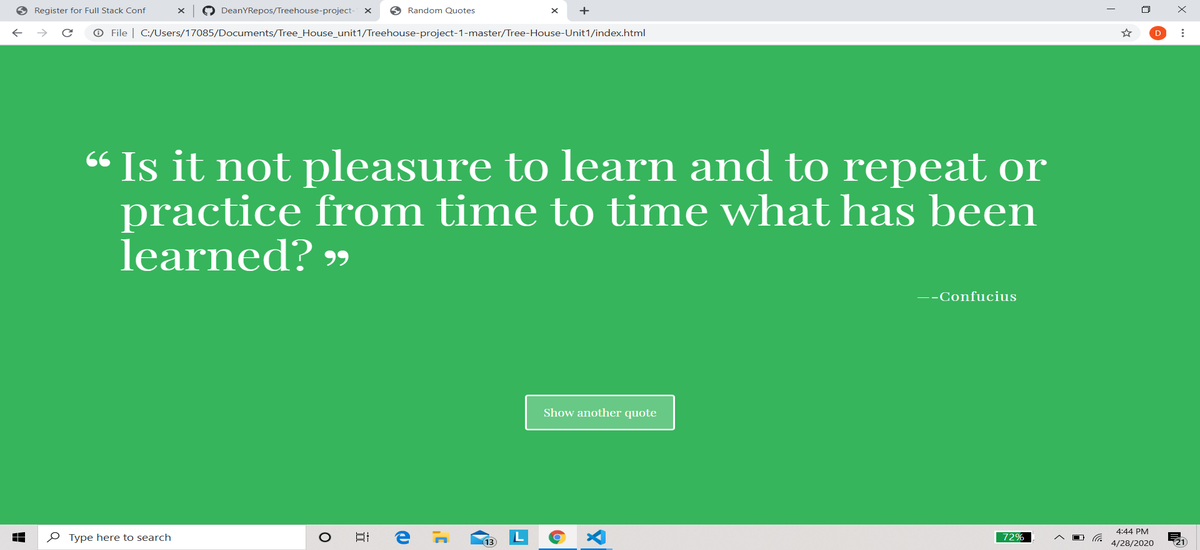 Register for Full Stack Conf
DeanYRepos/Treehouse-project-
Random Quotes
File | C:/Users/17085/Documents/Tree_House_unit1/Treehouse-project-1-master/Tree-House-Unit1/index.html
D
“ Is it not pleasure to learn and to repeat or
practice from time to time what has been
learned? ”
—-Confucius
Show another quote
Type here to search
13
L
72%
4:44 PM
4/28/2020
21